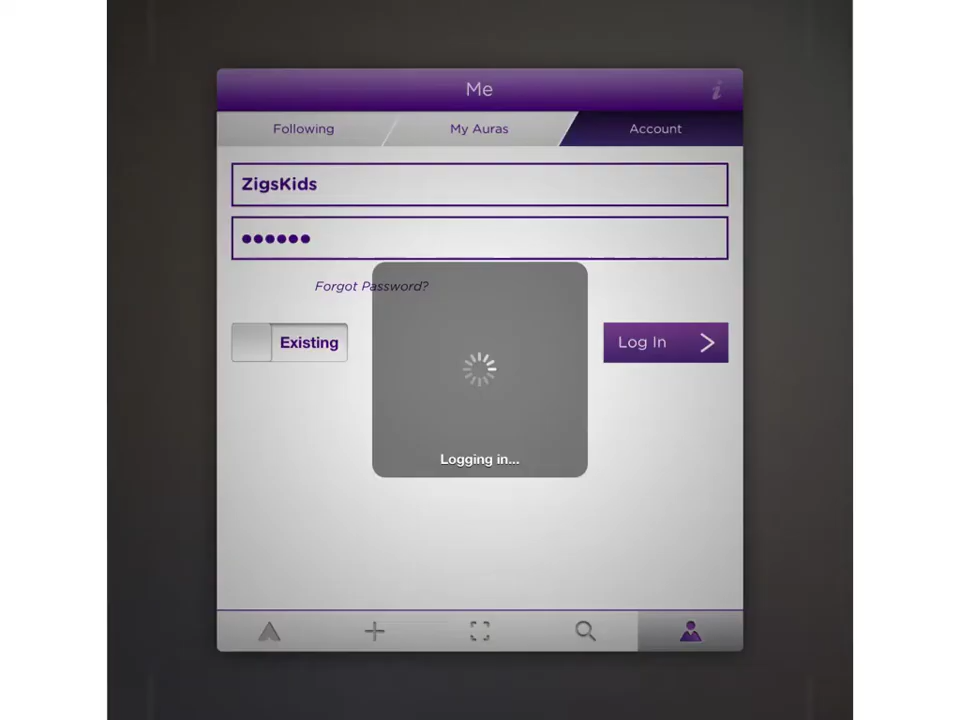 Me
Following
My Auras
Account
ZigsKids
●●●●●●
Forgot Password?
Existing
Log In
Logging in...